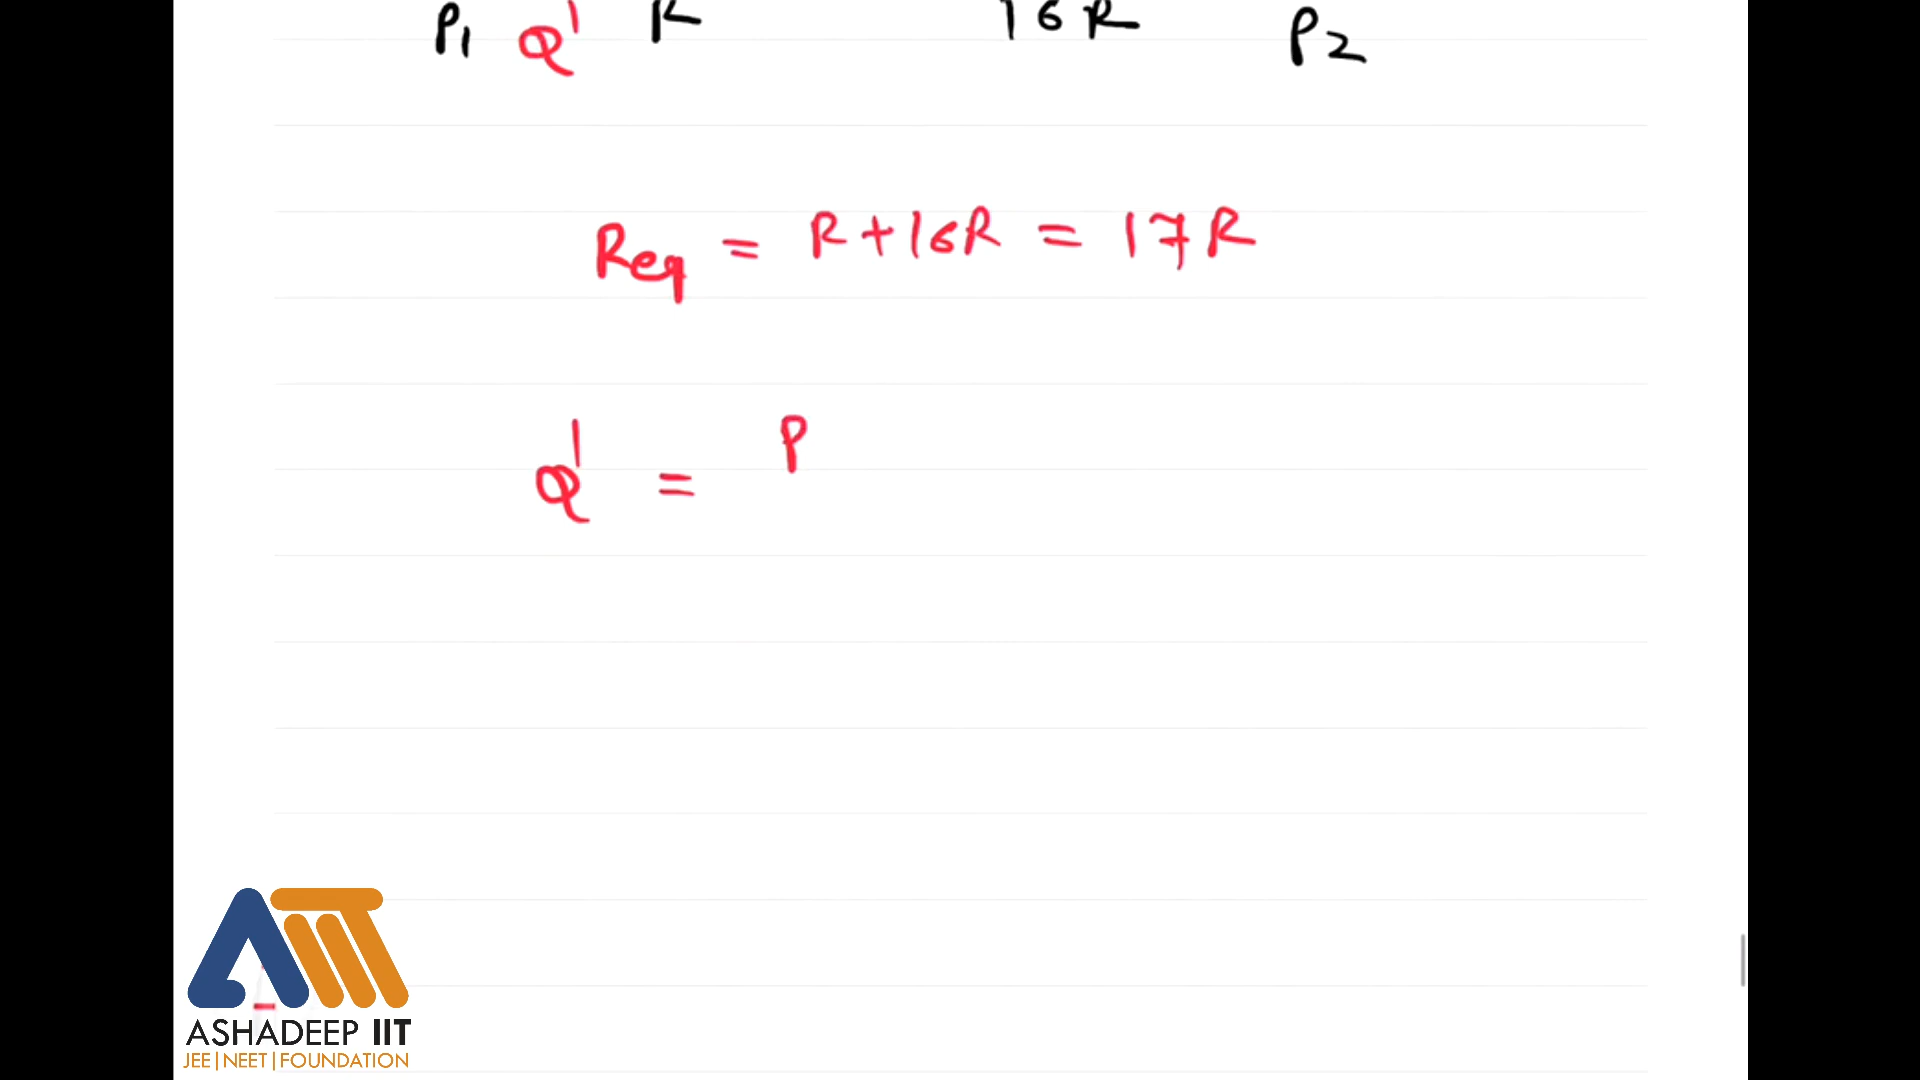 P1 Q' R 16R P2
Req = R+16R = 17R
Q' = P
ASHADEEP IIT
JEE|NEET|FOUNDATION